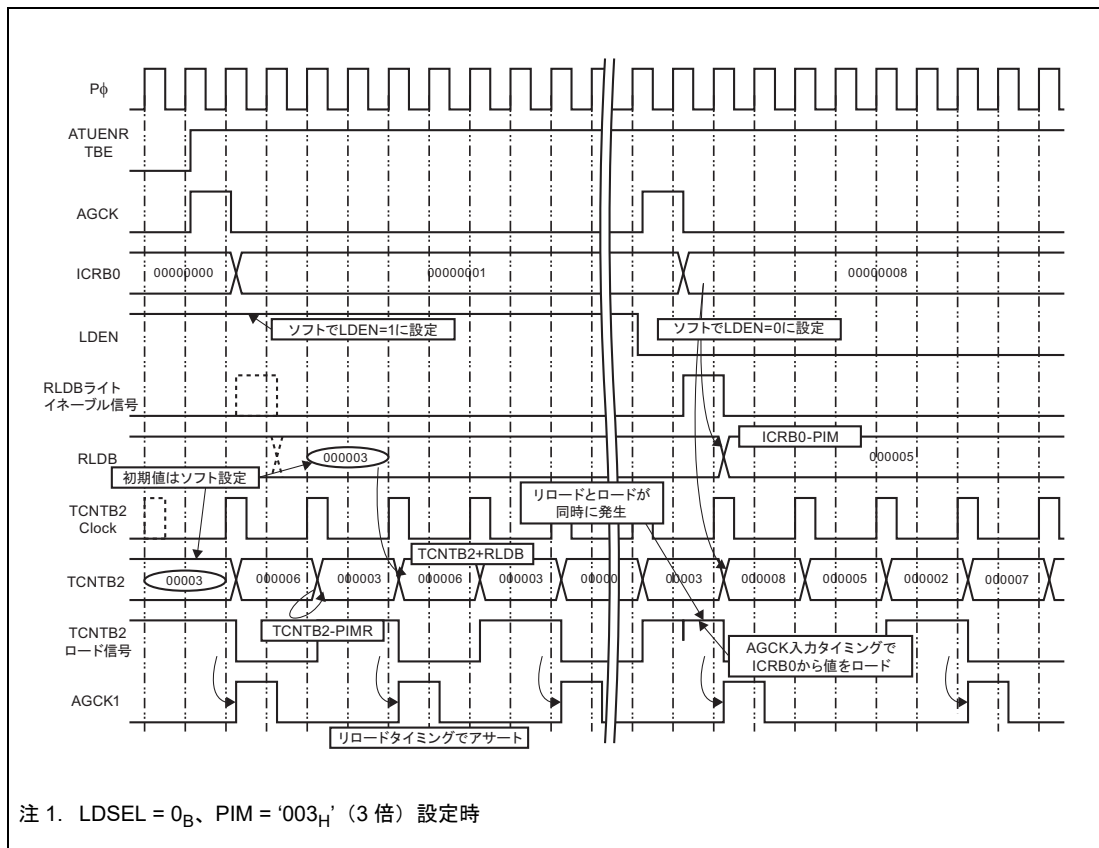 Pφ
ATUENR
TBE
AGCK
ICRB0
00000000
00000001
00000008
LDEN
ソフトでLDEN=1に設定
ソフトでLDEN=0に設定
RLDBライト
イネーブル信号
RLDB
000003
ICRB0-PIM
000005
初期値はソフト設定
リロードとロードが
同時に発生
TCNTB2
Clock
TCNTB2+RLDB
TCNTB2
00003
000006
000003
000006
000003
00000
00003
000008
000005
000002
000007
TCNTB2-PIMR
TCNTB2
ロード信号
AGCK入力タイミングで
ICRB0から値をロード
AGCK1
リロードタイミングでアサート
注 1. LDSEL = 0B、PIM = ‘003H’（3 倍）設定時